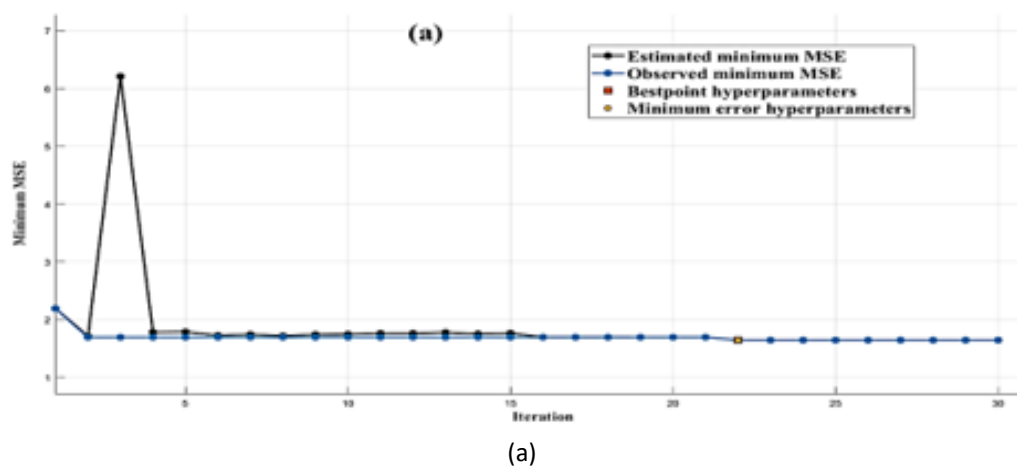 (a)
7
6
5
4
3
2
1
Minimum MSE
Estimated minimum MSE
Observed minimum MSE
Bestpoint hyperparameters
Minimum error hyperparameters
5
10
15
20
25
30
Iteration
(a)